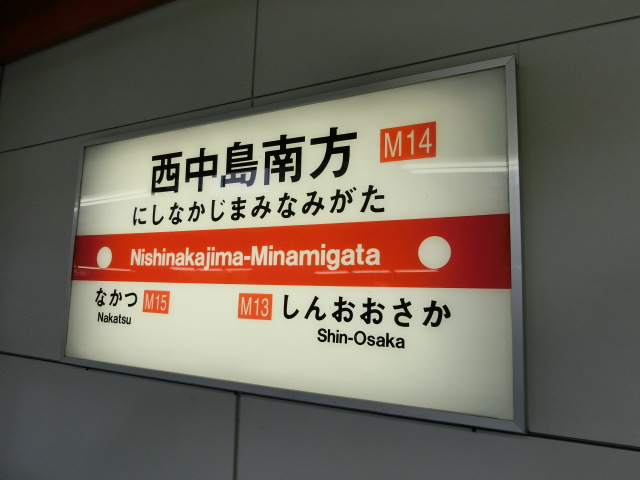 西中島南方 M14
にしなかじまみなみがた
Nishinakajima-Minamigata
なかつ M15 M13 しんおおさか
Nakatsu Shin-Osaka